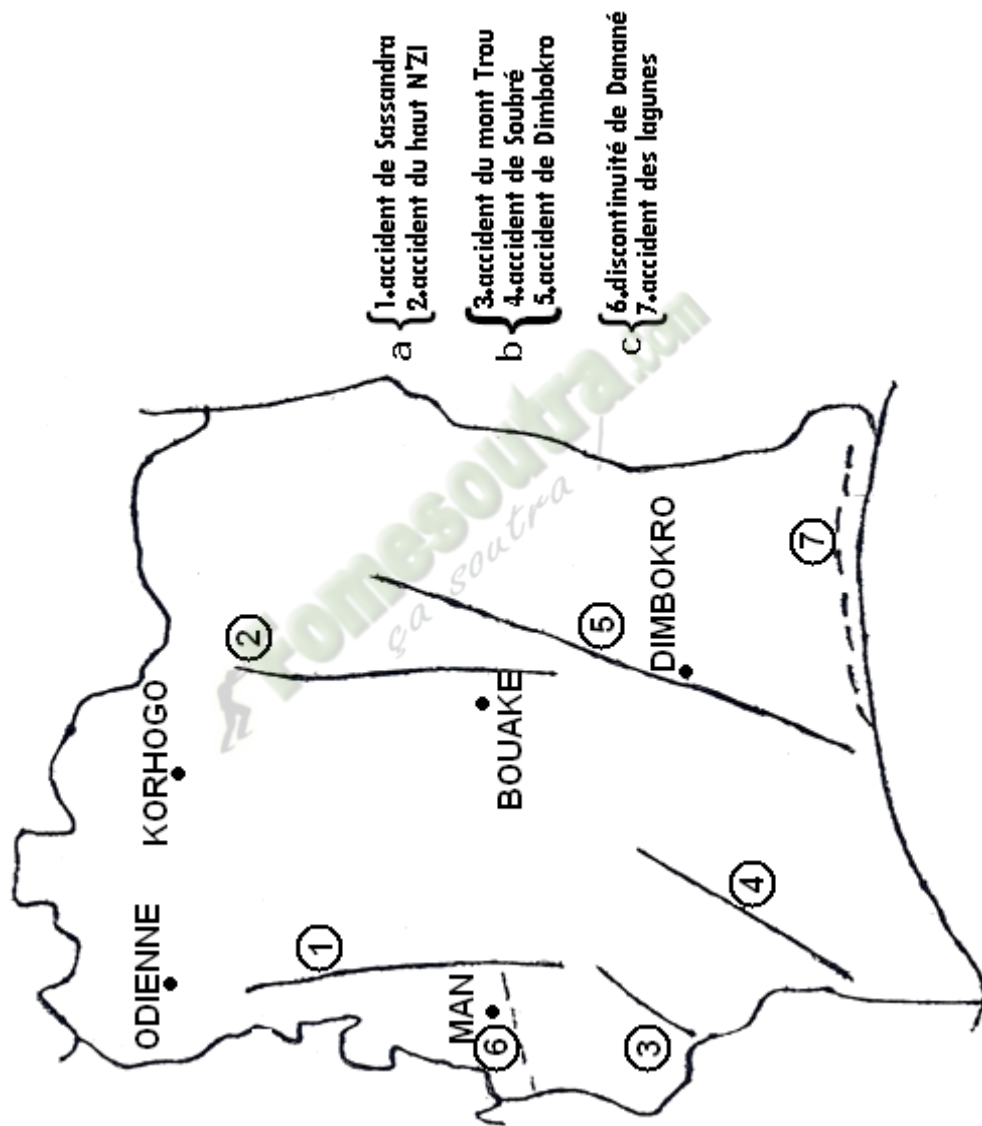 ODIENNE
KORHOGO
MAN
BOUAKE
DIMBOKRO
1
2
3
4
5
6
7
a
1.accident de Sassandra
2.accident du haut N'ZI
b
3.accident du mont Trou
4.accident de Soubré
5.accident de Dimbokro
c
6.discontinuité de Danané
7.accident des lagunes
fomesoutra.com
ça soutra !